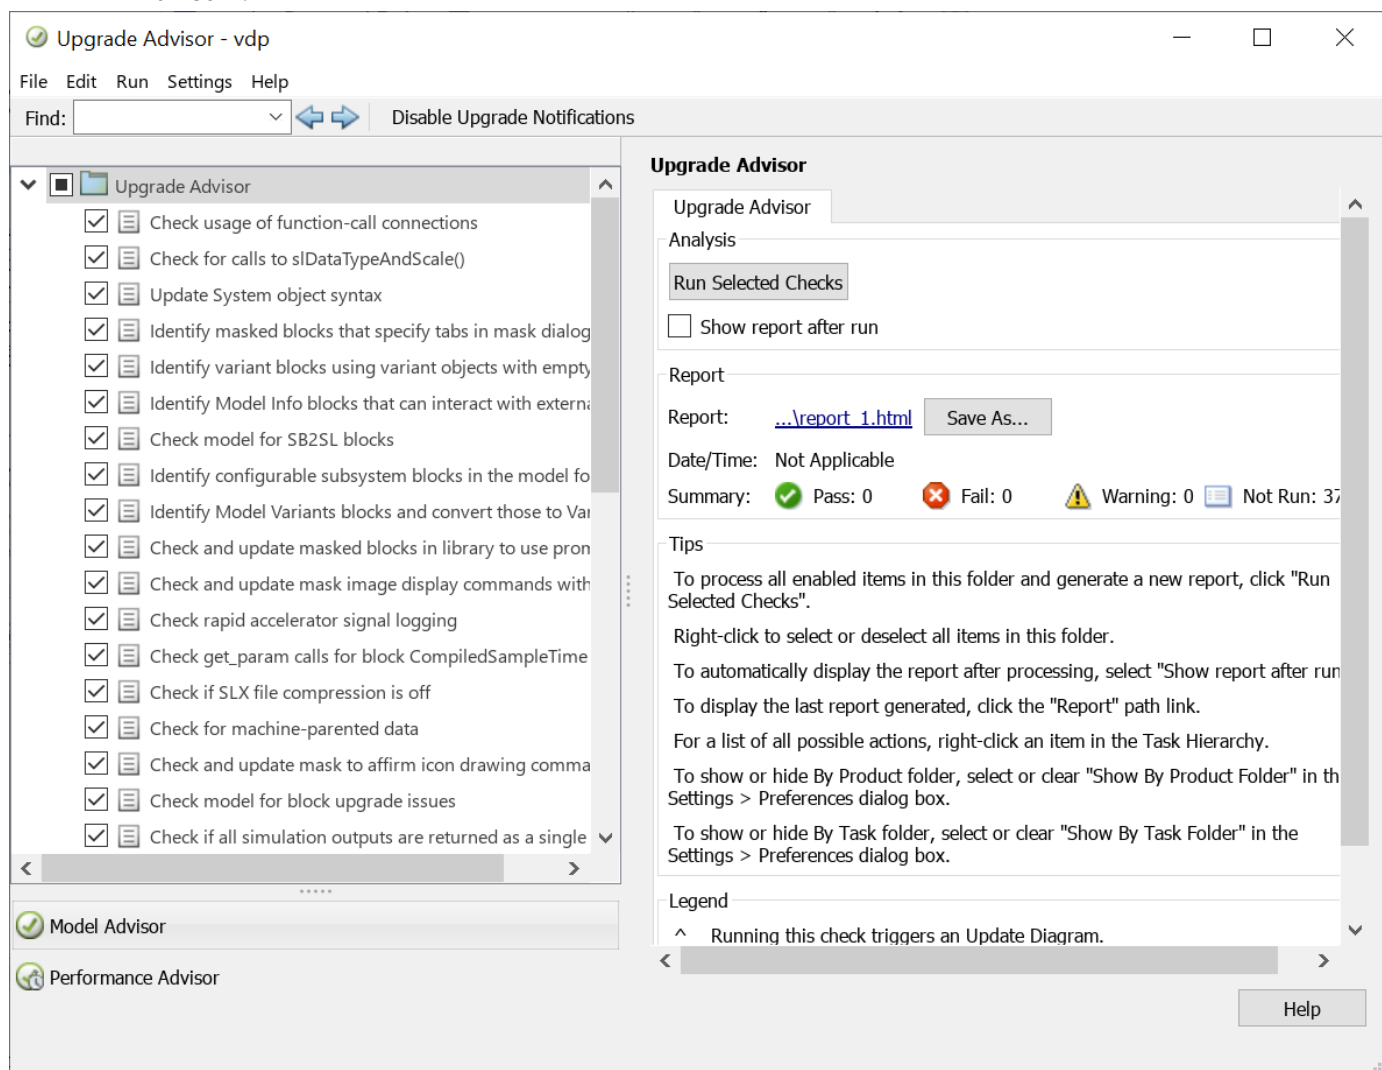 Upgrade Advisor - vdp
File Edit Run Settings Help
Find:
Disable Upgrade Notifications
Upgrade Advisor
Check usage of function-call connections
Check for calls to slDataTypeAndScale()
Update System object syntax
Identify masked blocks that specify tabs in mask dialog
Identify variant blocks using variant objects with empty
Identify Model Info blocks that can interact with externa
Check model for SB2SL blocks
Identify configurable subsystem blocks in the model fo
Identify Model Variants blocks and convert those to Var
Check and update masked blocks in library to use prom
Check and update mask image display commands with
Check rapid accelerator signal logging
Check get_param calls for block CompiledSampleTime
Check if SLX file compression is off
Check for machine-parented data
Check and update mask to affirm icon drawing comma
Check model for block upgrade issues
Check if all simulation outputs are returned as a single
Model Advisor
Performance Advisor
Upgrade Advisor
Upgrade Advisor
Analysis
Run Selected Checks
Show report after run
Report
Report: ...\report_1.html Save As...
Date/Time: Not Applicable
Summary: Pass: 0 Fail: 0 Warning: 0 Not Run: 37
Tips
To process all enabled items in this folder and generate a new report, click "Run
Selected Checks".
Right-click to select or deselect all items in this folder.
To automatically display the report after processing, select "Show report after run
To display the last report generated, click the "Report" path link.
For a list of all possible actions, right-click an item in the Task Hierarchy.
To show or hide By Product folder, select or clear "Show By Product Folder" in th
Settings > Preferences dialog box.
To show or hide By Task folder, select or clear "Show By Task Folder" in the
Settings > Preferences dialog box.
Legend
^ Running this check triggers an Update Diagram.
Help